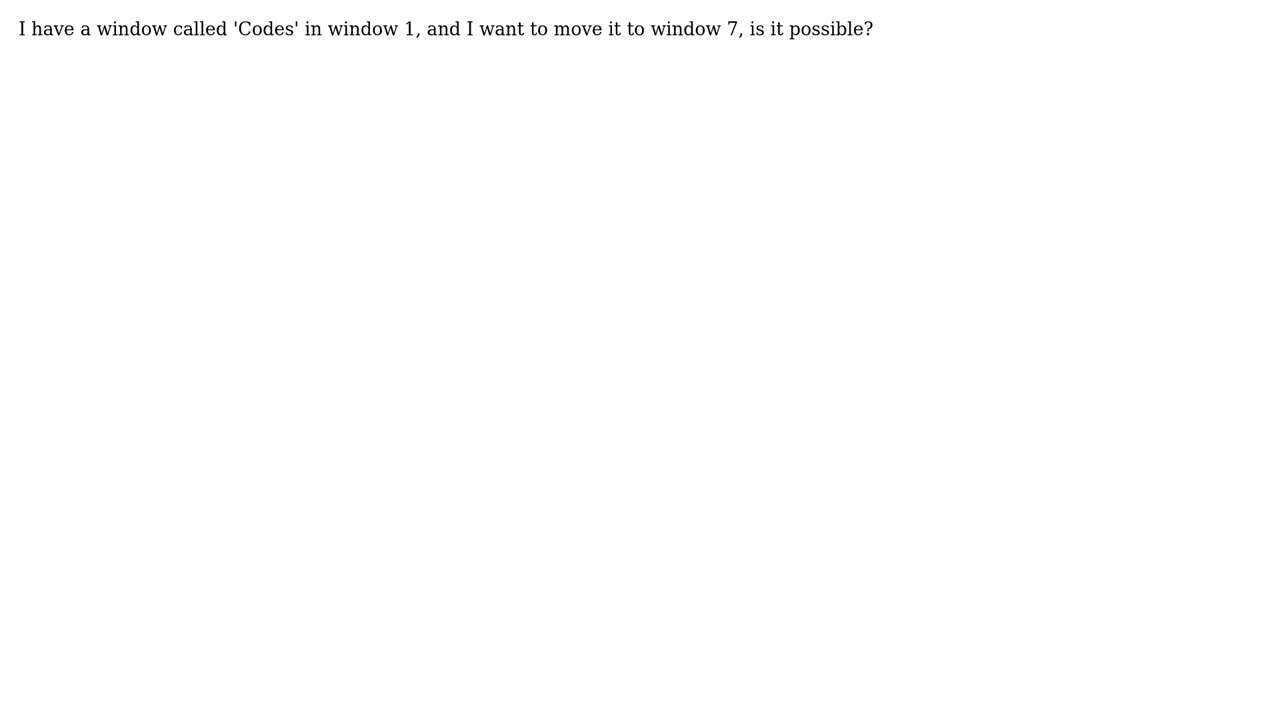 I have a window called 'Codes' in window 1, and I want to move it to window 7, is it possible?